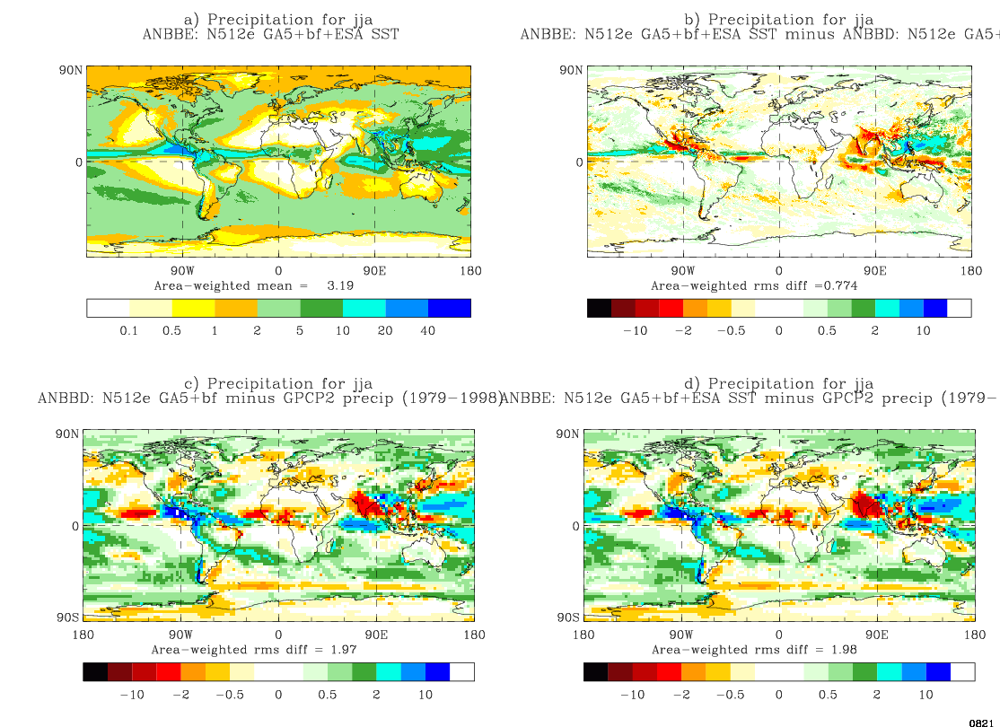 a) Precipitation for jja
ANBBE: N512e GA5+bf+ESA SST
90N
0
90W 0 90E 180
Area-weighted mean = 3.19
0.1 0.5 1 2 5 10 20 40
b) Precipitation for jja
ANBBE: N512e GA5+bf+ESA SST minus ANBBD: N512e GA5+
90N
0
90W 0 90E 180
Area-weighted rms diff =0.774
−10 −2 −0.5 0 0.5 2 10
c) Precipitation for jja
ANBBD: N512e GA5+bf minus GPCP2 precip (1979−1998)
90N
0
90S
180 90W 0 90E 180
Area-weighted rms diff = 1.97
−10 −2 −0.5 0 0.5 2 10
d) Precipitation for jja
ANBBE: N512e GA5+bf+ESA SST minus GPCP2 precip (1979−
90N
0
90S
180 90W 0 90E 180
Area-weighted rms diff = 1.98
−10 −2 −0.5 0 0.5 2 10
0821